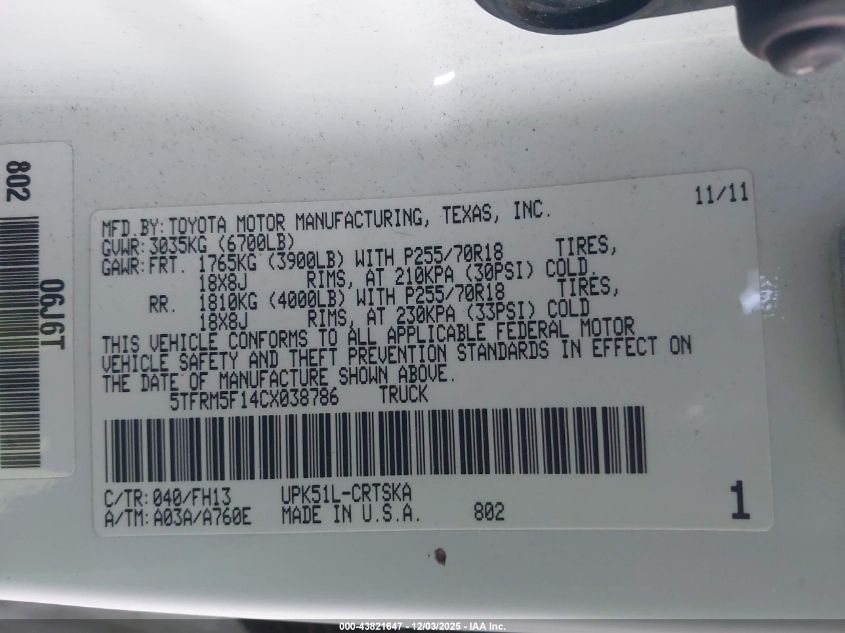 802
06J6T
11/11
MFD.BY:TOYOTA MOTOR MANUFACTURING, TEXAS, INC.
GVWR:3035KG (6700LB)
GAWR:FRT. 1765KG (3900LB) WITH P255/70R18 TIRES,
18X8J RIMS, AT 210KPA (30PSI) COLD.
RR. 1810KG (4000LB) WITH P255/70R18 TIRES,
18X8J RIMS, AT 230KPA (33PSI) COLD
THIS VEHICLE CONFORMS TO ALL APPLICABLE FEDERAL MOTOR
VEHICLE SAFETY AND THEFT PREVENTION STANDARDS IN EFFECT ON
THE DATE OF MANUFACTURE SHOWN ABOVE.
5TFRM5F14CX038786 TRUCK
C/TR:040/FH13 UPK51L-CRTSKA
A/TM:A03A/A760E MADE IN U.S.A. 802
1
000-43821647 - 12/03/2025 - IAA Inc.